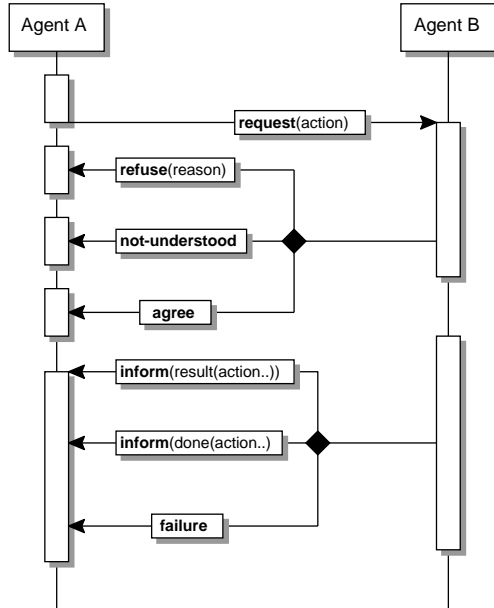 Agent A
Agent B
request(action)
refuse(reason)
not-understood
agree
inform(result(action..))
inform(done(action..)
failure